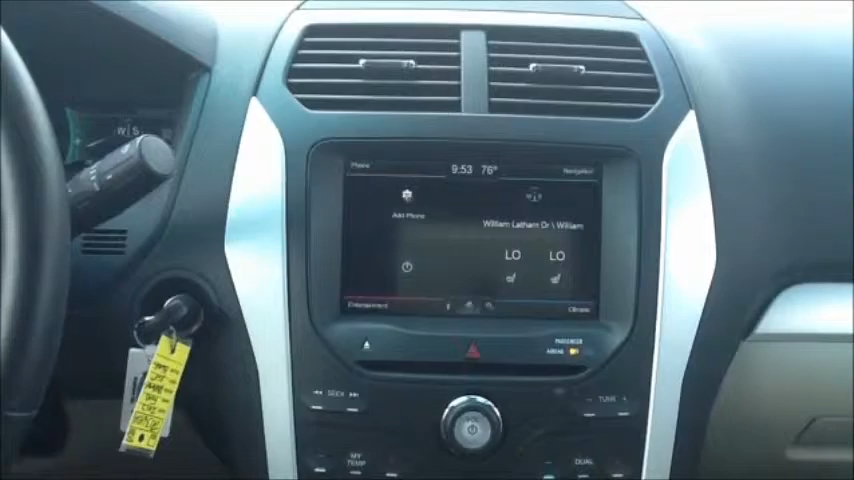 W S
Phone
9:53 76°
Navigation
W S
Add Phone
William Latham Dr \ William
LO LO
Entertainment
Climate
PASSENGER
AIRBAG
SEEK
TUNE
MY
TEMP
DUAL